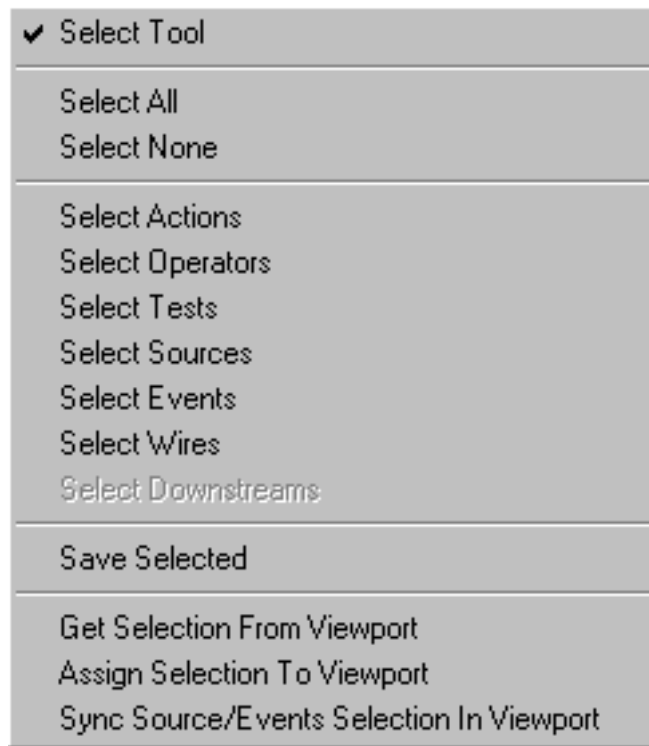 Select Tool
Select All
Select None
Select Actions
Select Operators
Select Tests
Select Sources
Select Events
Select Wires
Select Downstreams
Save Selected
Get Selection From Viewport
Assign Selection To Viewport
Sync Source/Events Selection In Viewport